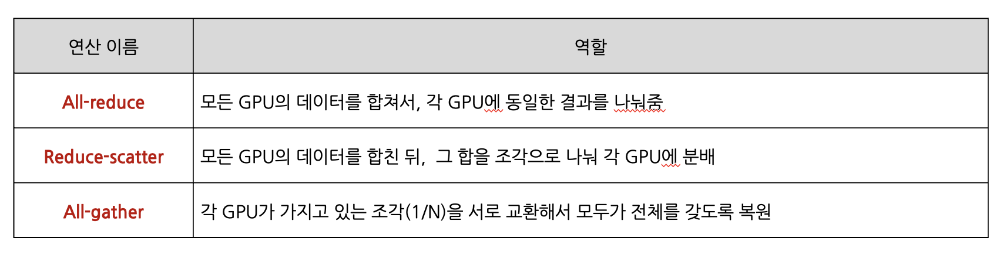 연산 이름 역할
All-reduce 모든 GPU의 데이터를 합쳐서, 각 GPU에 동일한 결과를 나눠줌
Reduce-scatter 모든 GPU의 데이터를 합친 뒤, 그 합을 조각으로 나눠 각 GPU에 분배
All-gather 각 GPU가 가지고 있는 조각(1/N)을 서로 교환해서 모두가 전체를 갖도록 복원